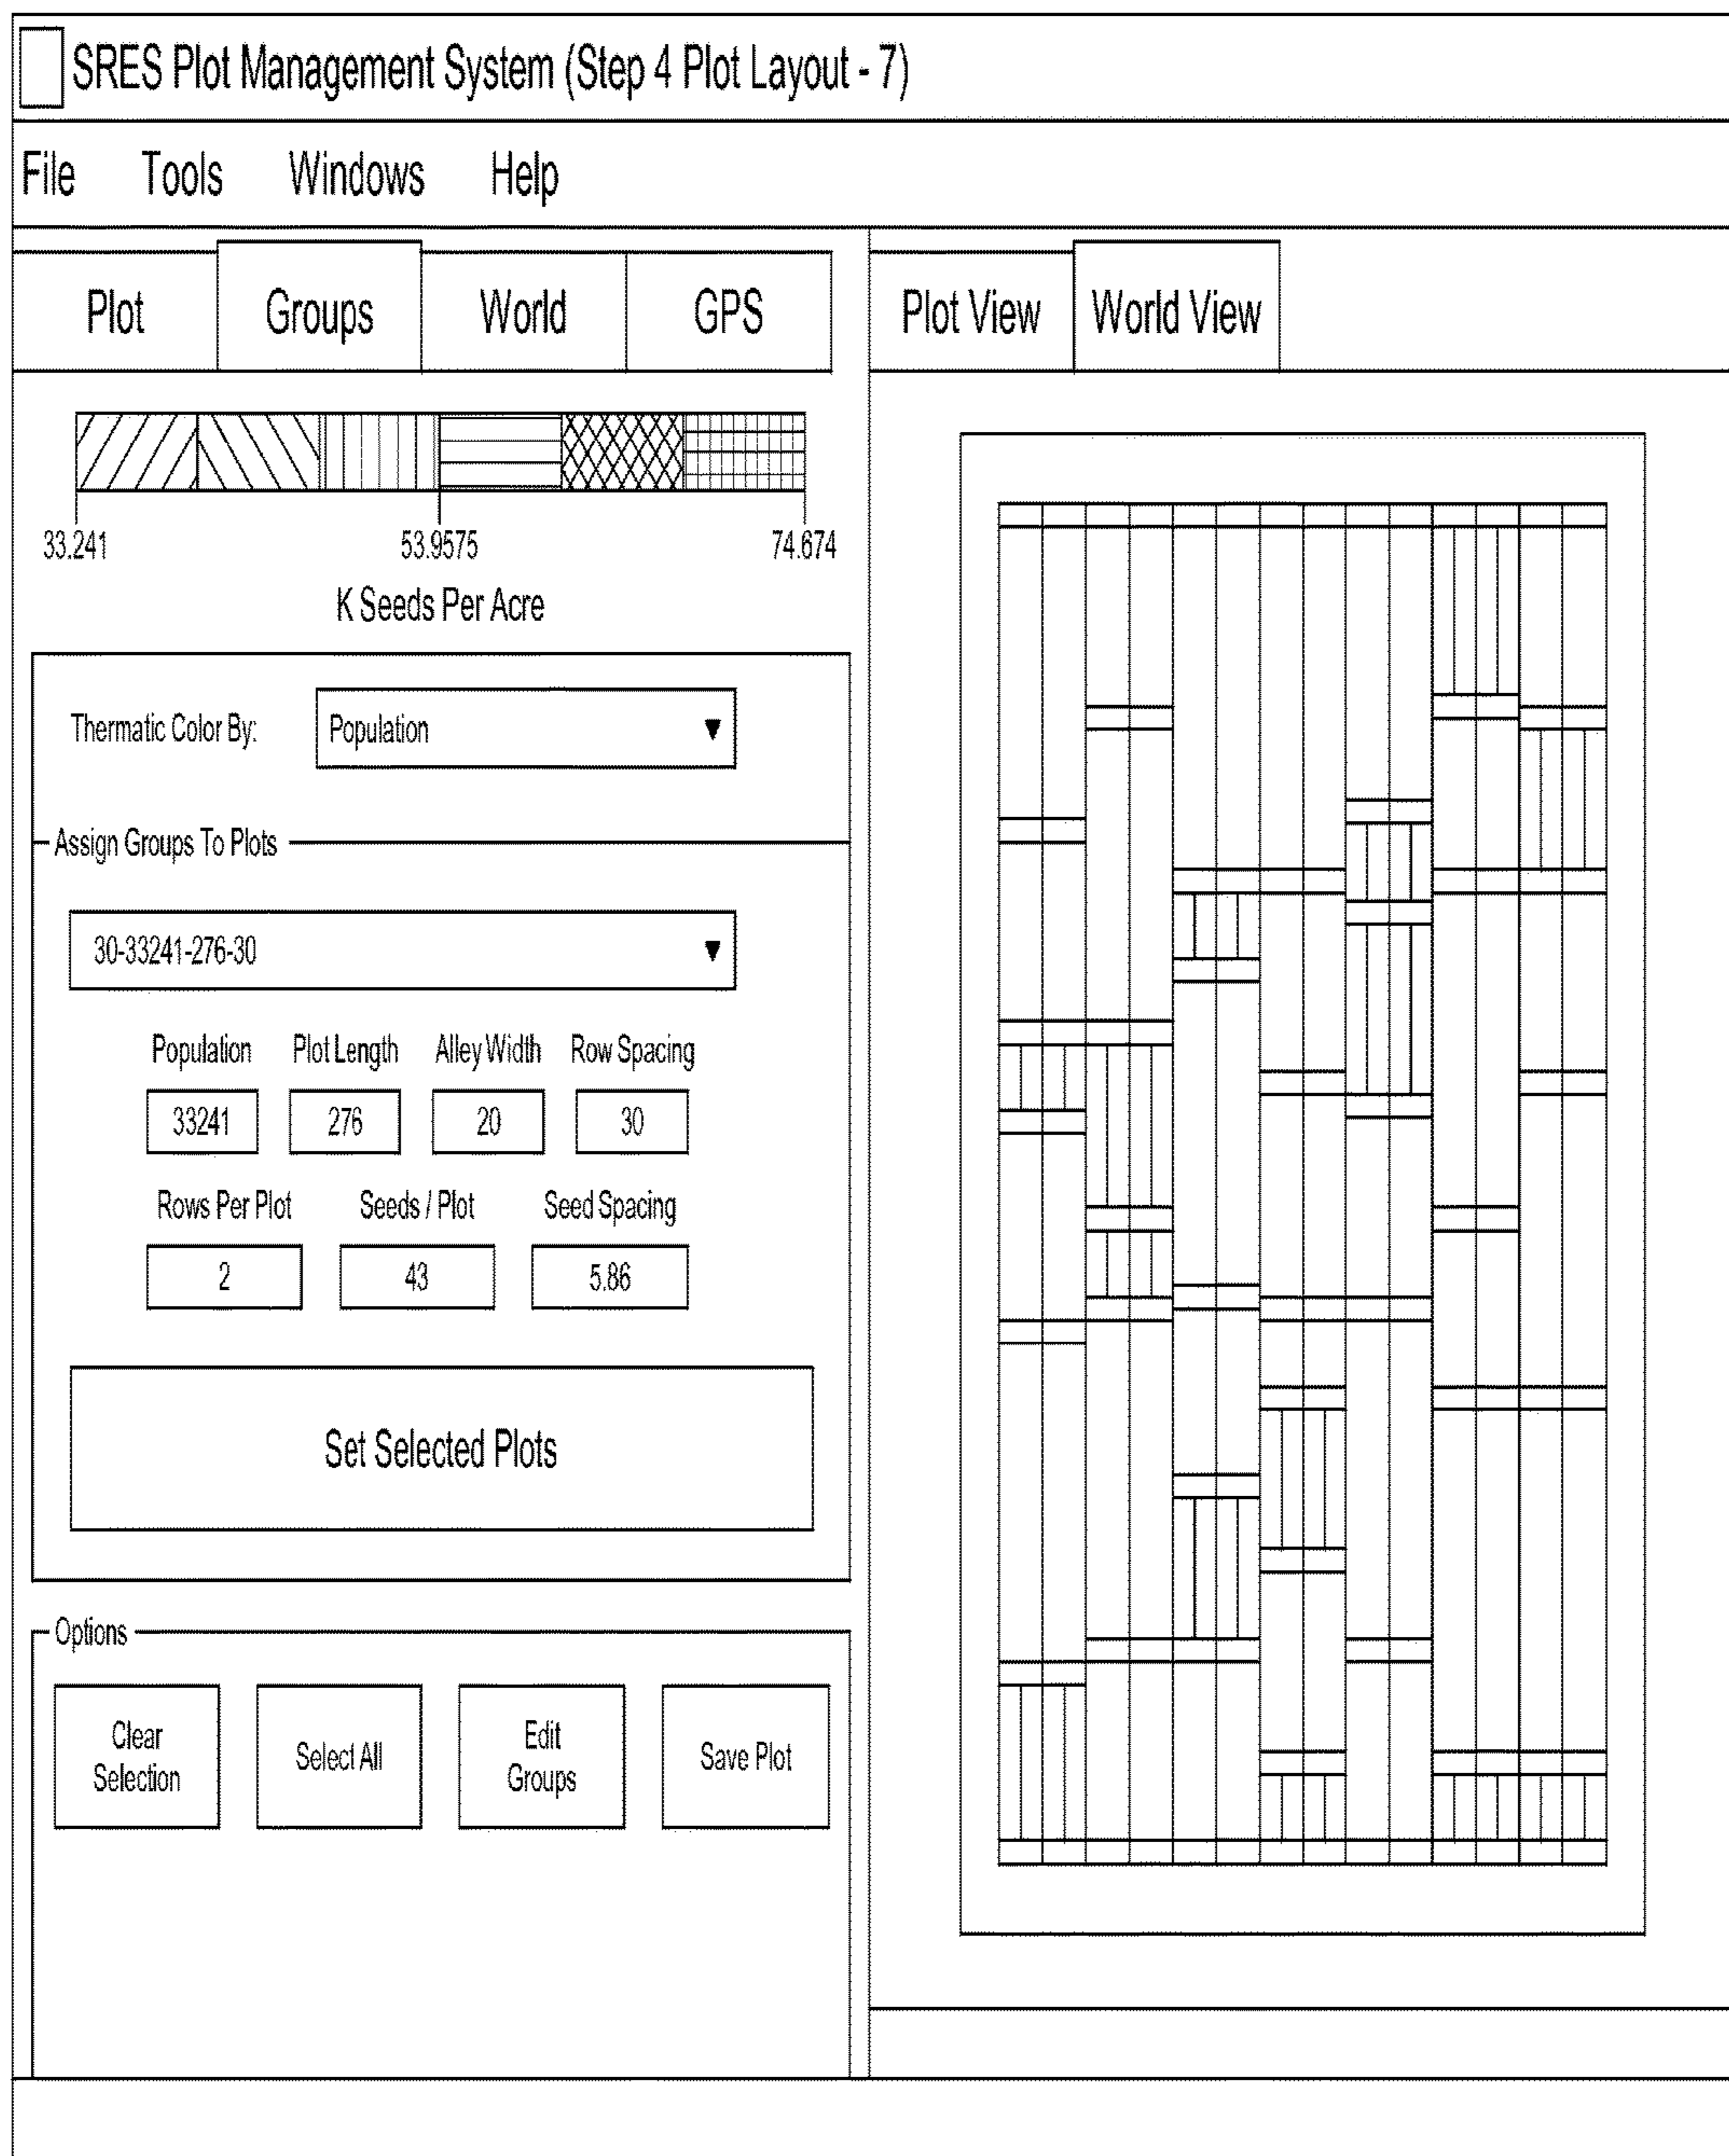 SRES Plot Management System (Step 4 Plot Layout - 7)
File Tools Windows Help
Plot Groups World GPS
Plot View World View
33.241 53.9575 74.674
K Seeds Per Acre
Thermatic Color By: Population
Assign Groups To Plots
30-33241-276-30
Population Plot Length Alley Width Row Spacing
33241 276 20 30
Rows Per Plot Seeds / Plot Seed Spacing
2 43 5.86
Set Selected Plots
Options
Clear
Selection
Select All
Edit
Groups
Save Plot